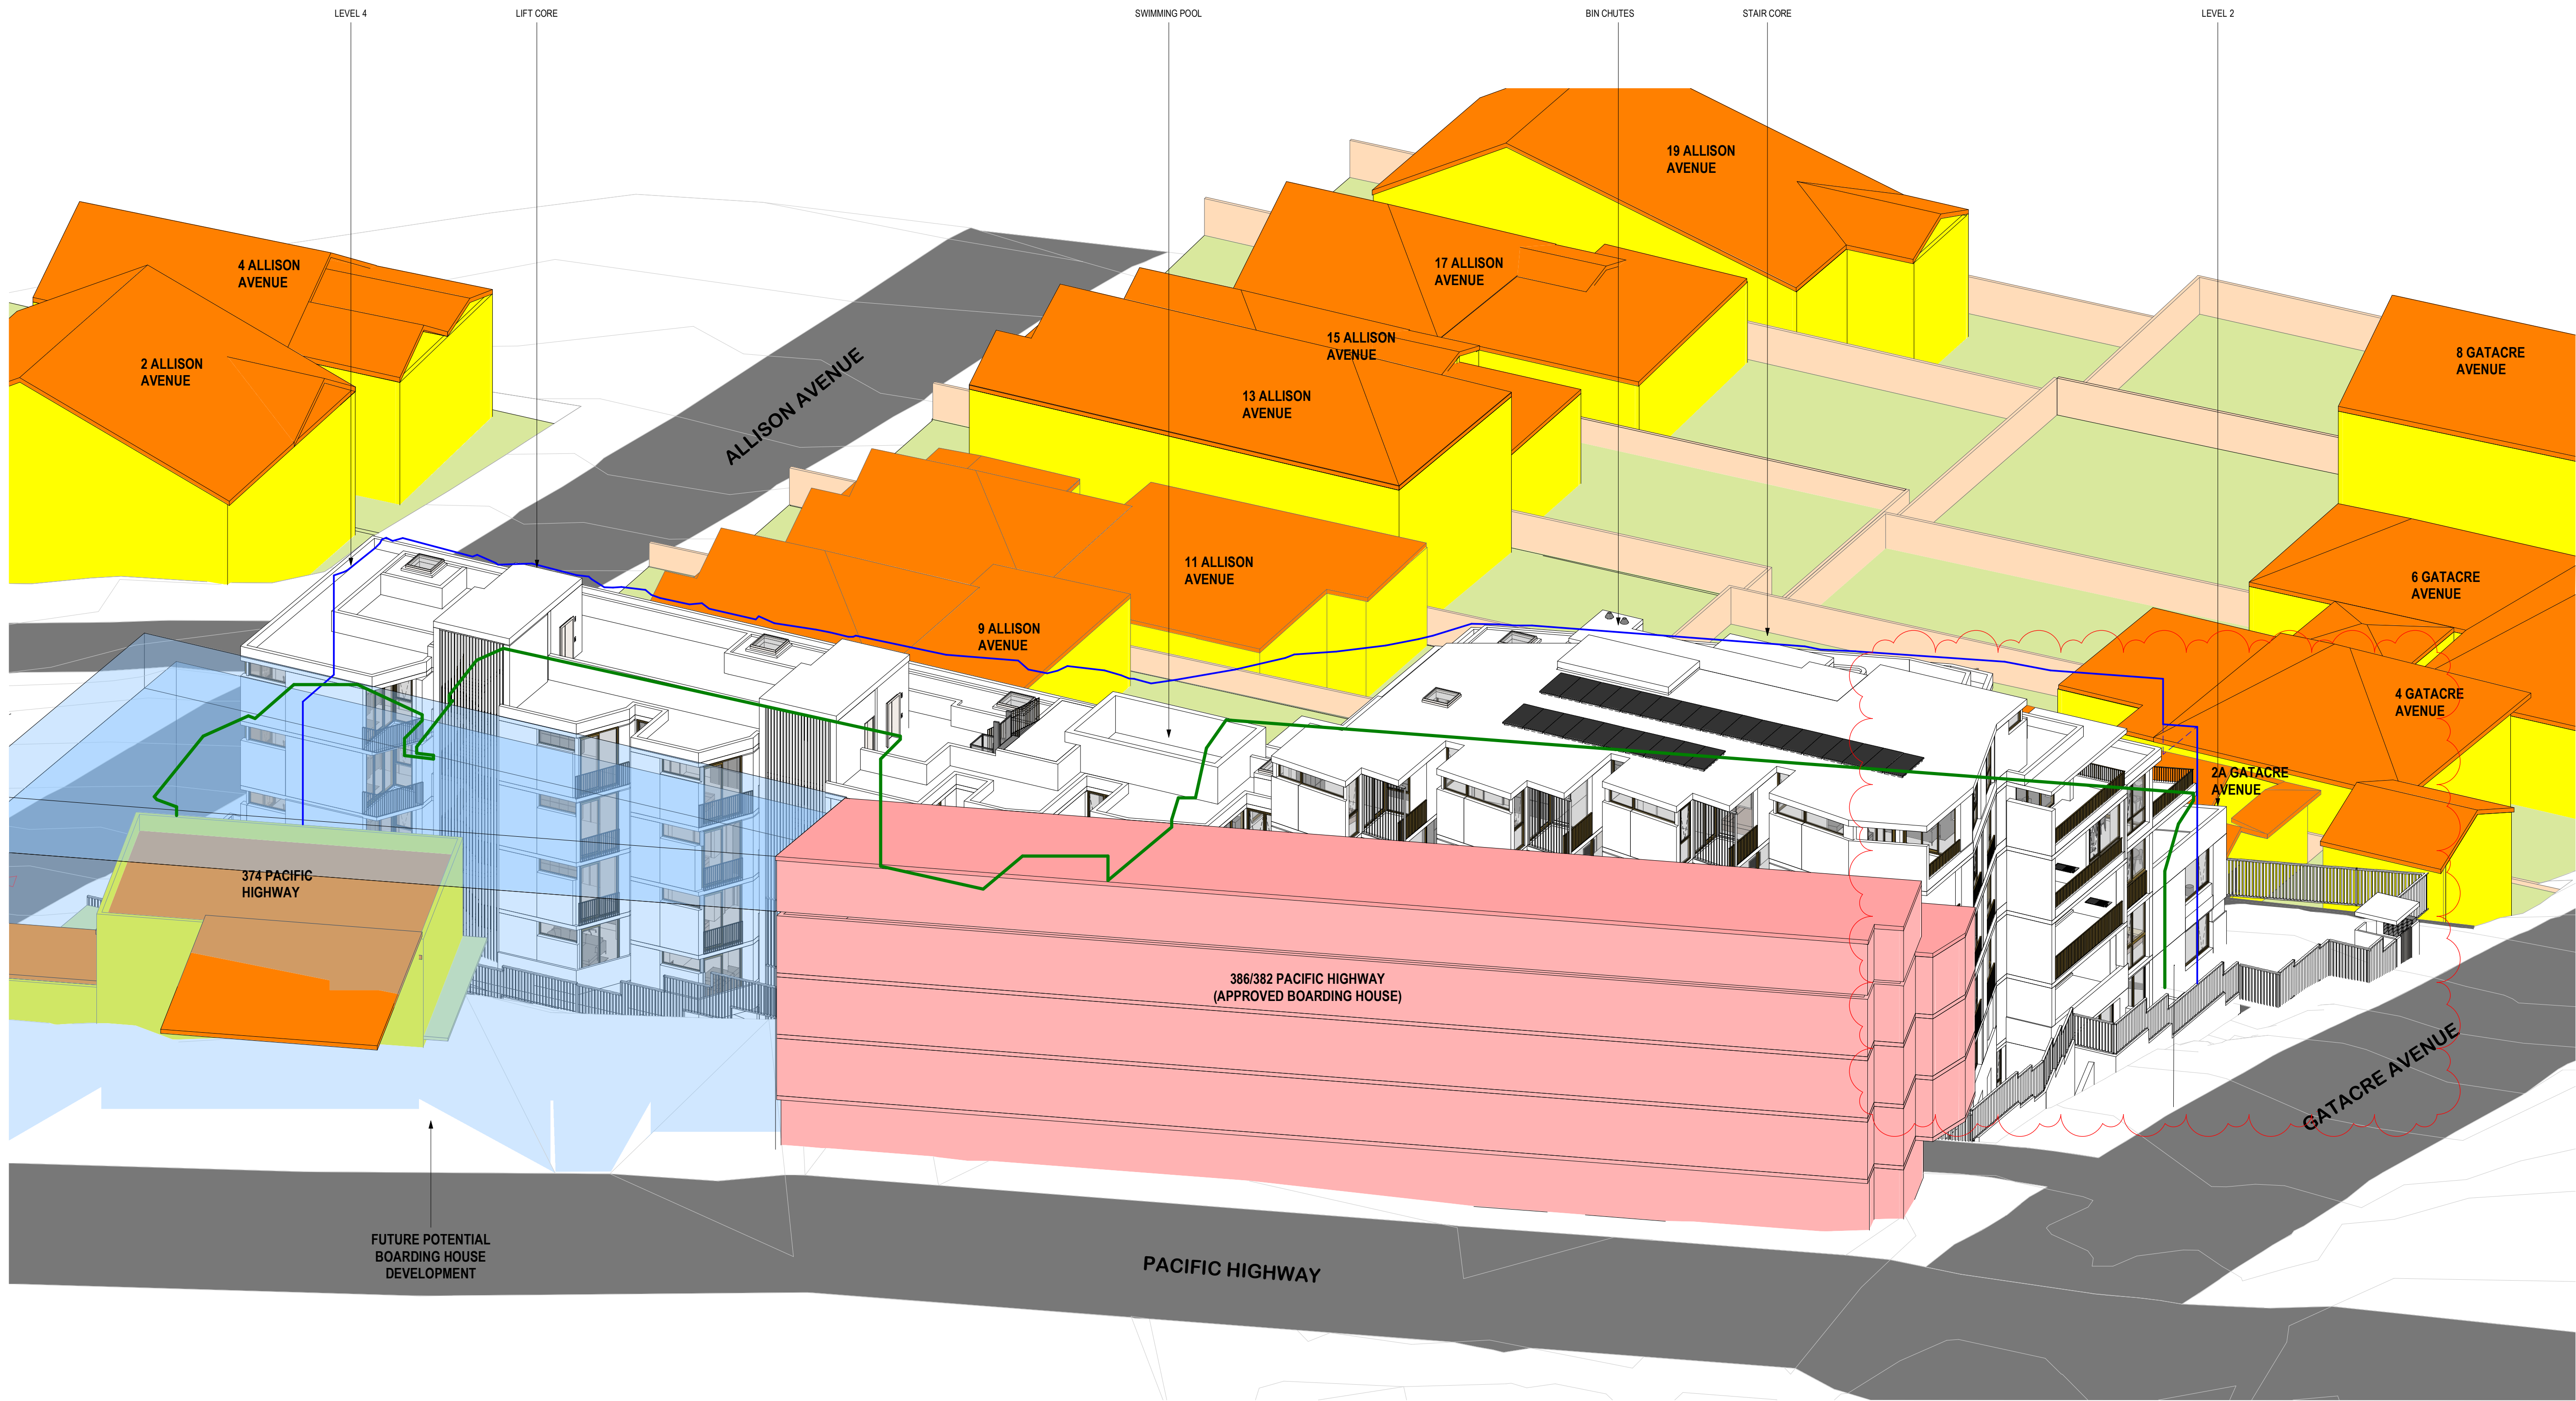 LEVEL 4
LIFT CORE
SWIMMING POOL
BIN CHUTES
STAIR CORE
LEVEL 2
19 ALLISON
AVENUE
4 ALLISON
AVENUE
17 ALLISON
AVENUE
2 ALLISON
AVENUE
15 ALLISON
AVENUE
8 GATACRE
AVENUE
ALLISON AVENUE
13 ALLISON
AVENUE
11 ALLISON
AVENUE
6 GATACRE
AVENUE
9 ALLISON
AVENUE
4 GATACRE
AVENUE
2A GATACRE
AVENUE
374 PACIFIC
HIGHWAY
386/382 PACIFIC HIGHWAY
(APPROVED BOARDING HOUSE)
GATACRE AVENUE
FUTURE POTENTIAL
BOARDING HOUSE
DEVELOPMENT
PACIFIC HIGHWAY